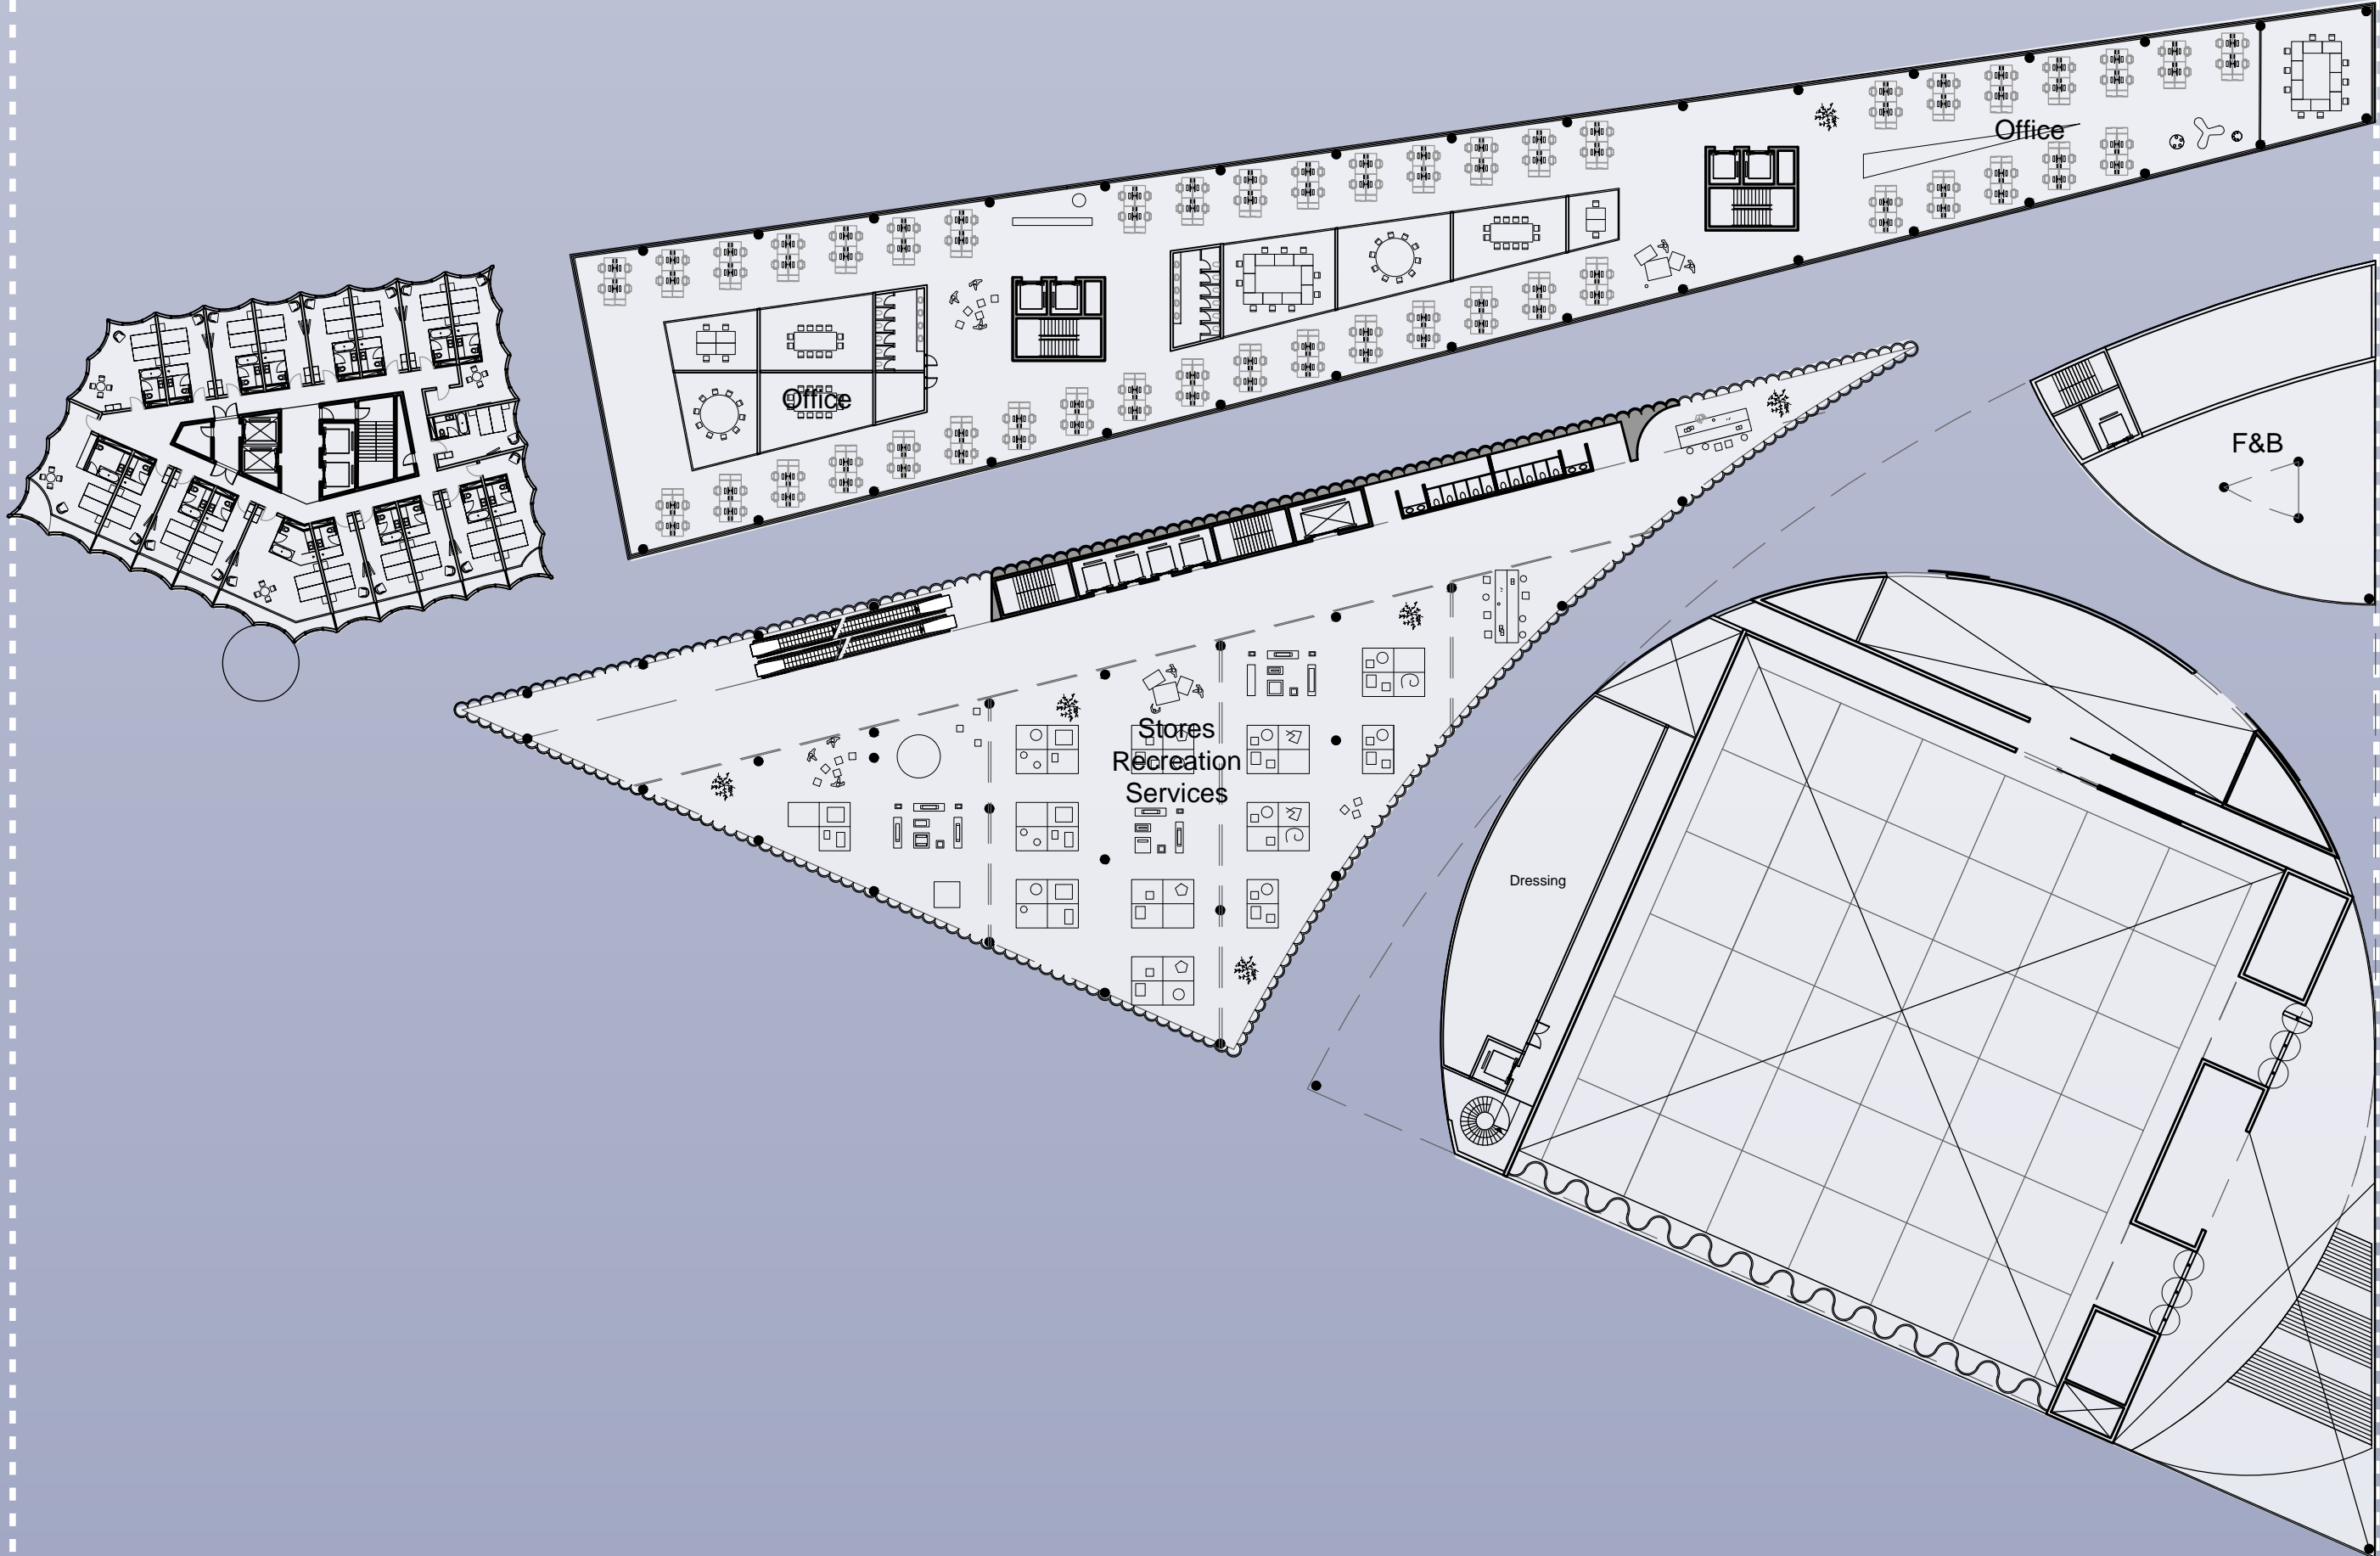 Office
Office
F&B
Stores
Recreation
Services
Dressing